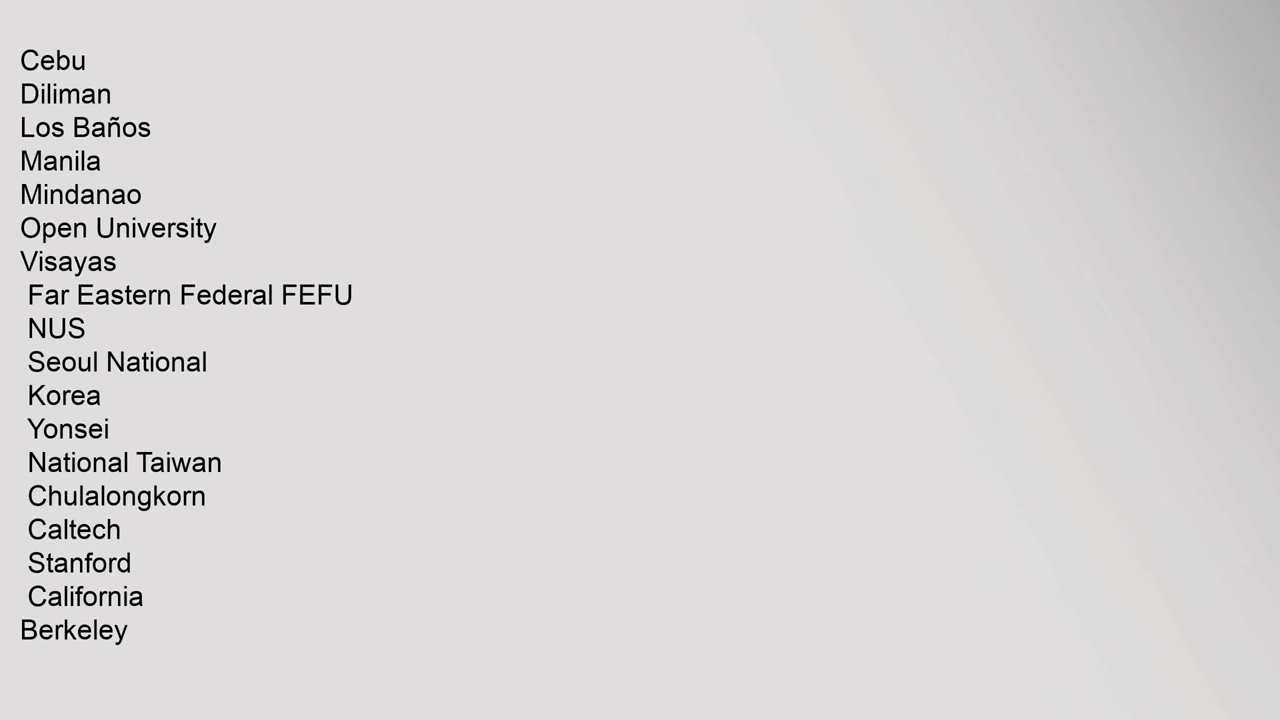 Cebu
Diliman
Los Baños
Manila
Mindanao
Open University
Visayas
Far Eastern Federal FEFU
NUS
Seoul National
Korea
Yonsei
National Taiwan
Chulalongkorn
Caltech
Stanford
California
Berkeley